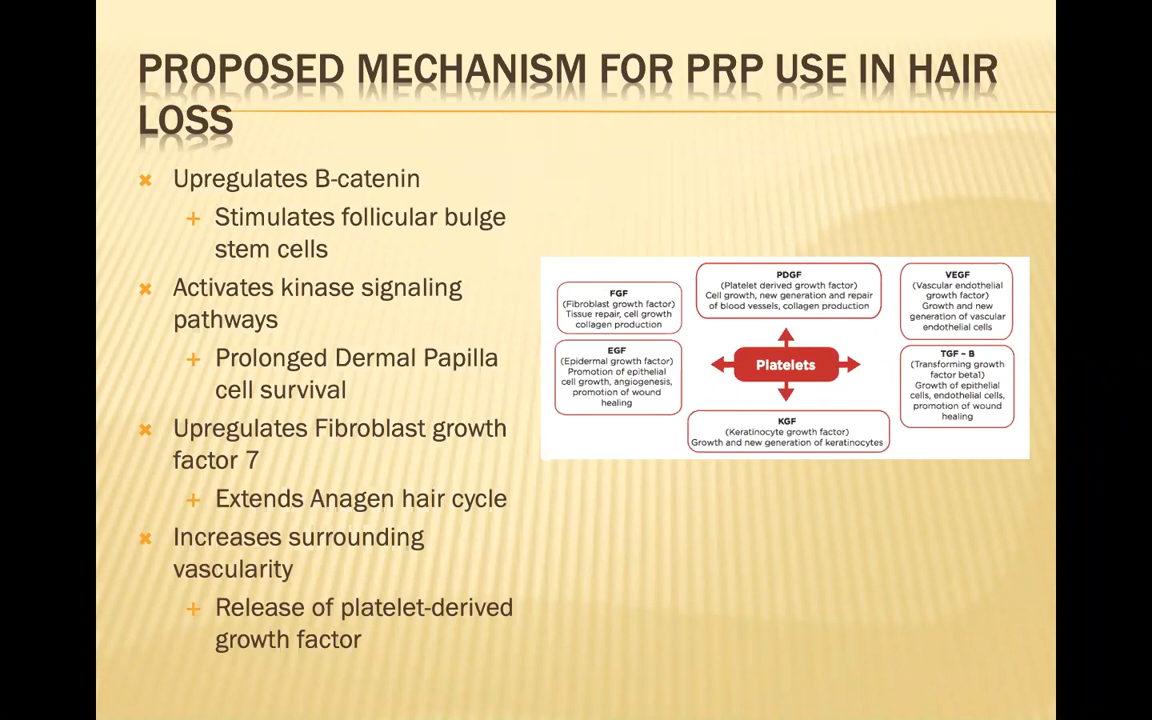 PROPOSED MECHANISM FOR PRP USE IN HAIR
LOSS
Upregulates B-catenin
Stimulates follicular bulge
stem cells
Activates kinase signaling
pathways
Prolonged Dermal Papilla
cell survival
Upregulates Fibroblast growth
factor 7
Extends Anagen hair cycle
Increases surrounding
vascularity
Release of platelet-derived
growth factor
FGF
(Fibroblast growth factor)
Tissue repair, cell growth
collagen production
EGF
(Epidermal growth factor)
Promotion of epithelial
cell growth, angiogenesis,
promotion of wound
healing
PDGF
(Platelet derived growth factor)
Cell growth, new generation and repair
of blood vessels, collagen production
Platelets
KGF
(Keratinocyte growth factor)
Growth and new generation of keratinocytes
VEGF
(Vascular endothelial
growth factor)
Growth and new
generation of vascular
endothelial cells
TGF - B
(Transforming growth
factor beta1)
Growth of epithelial
cells, endothelial cells,
promotion of wound
healing